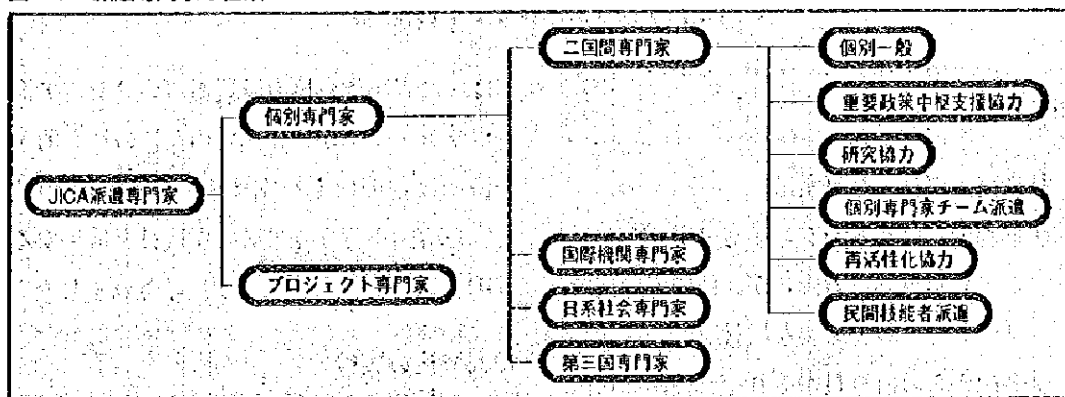 JICA派遣専門家
個別専門家
プロジェクト専門家
二国間専門家
国際機関専門家
日系社会専門家
第三国専門家
個別一般
重要政策中枢支援協力
研究協力
個別専門家チーム派遣
再活性化協力
民間技能者派遣